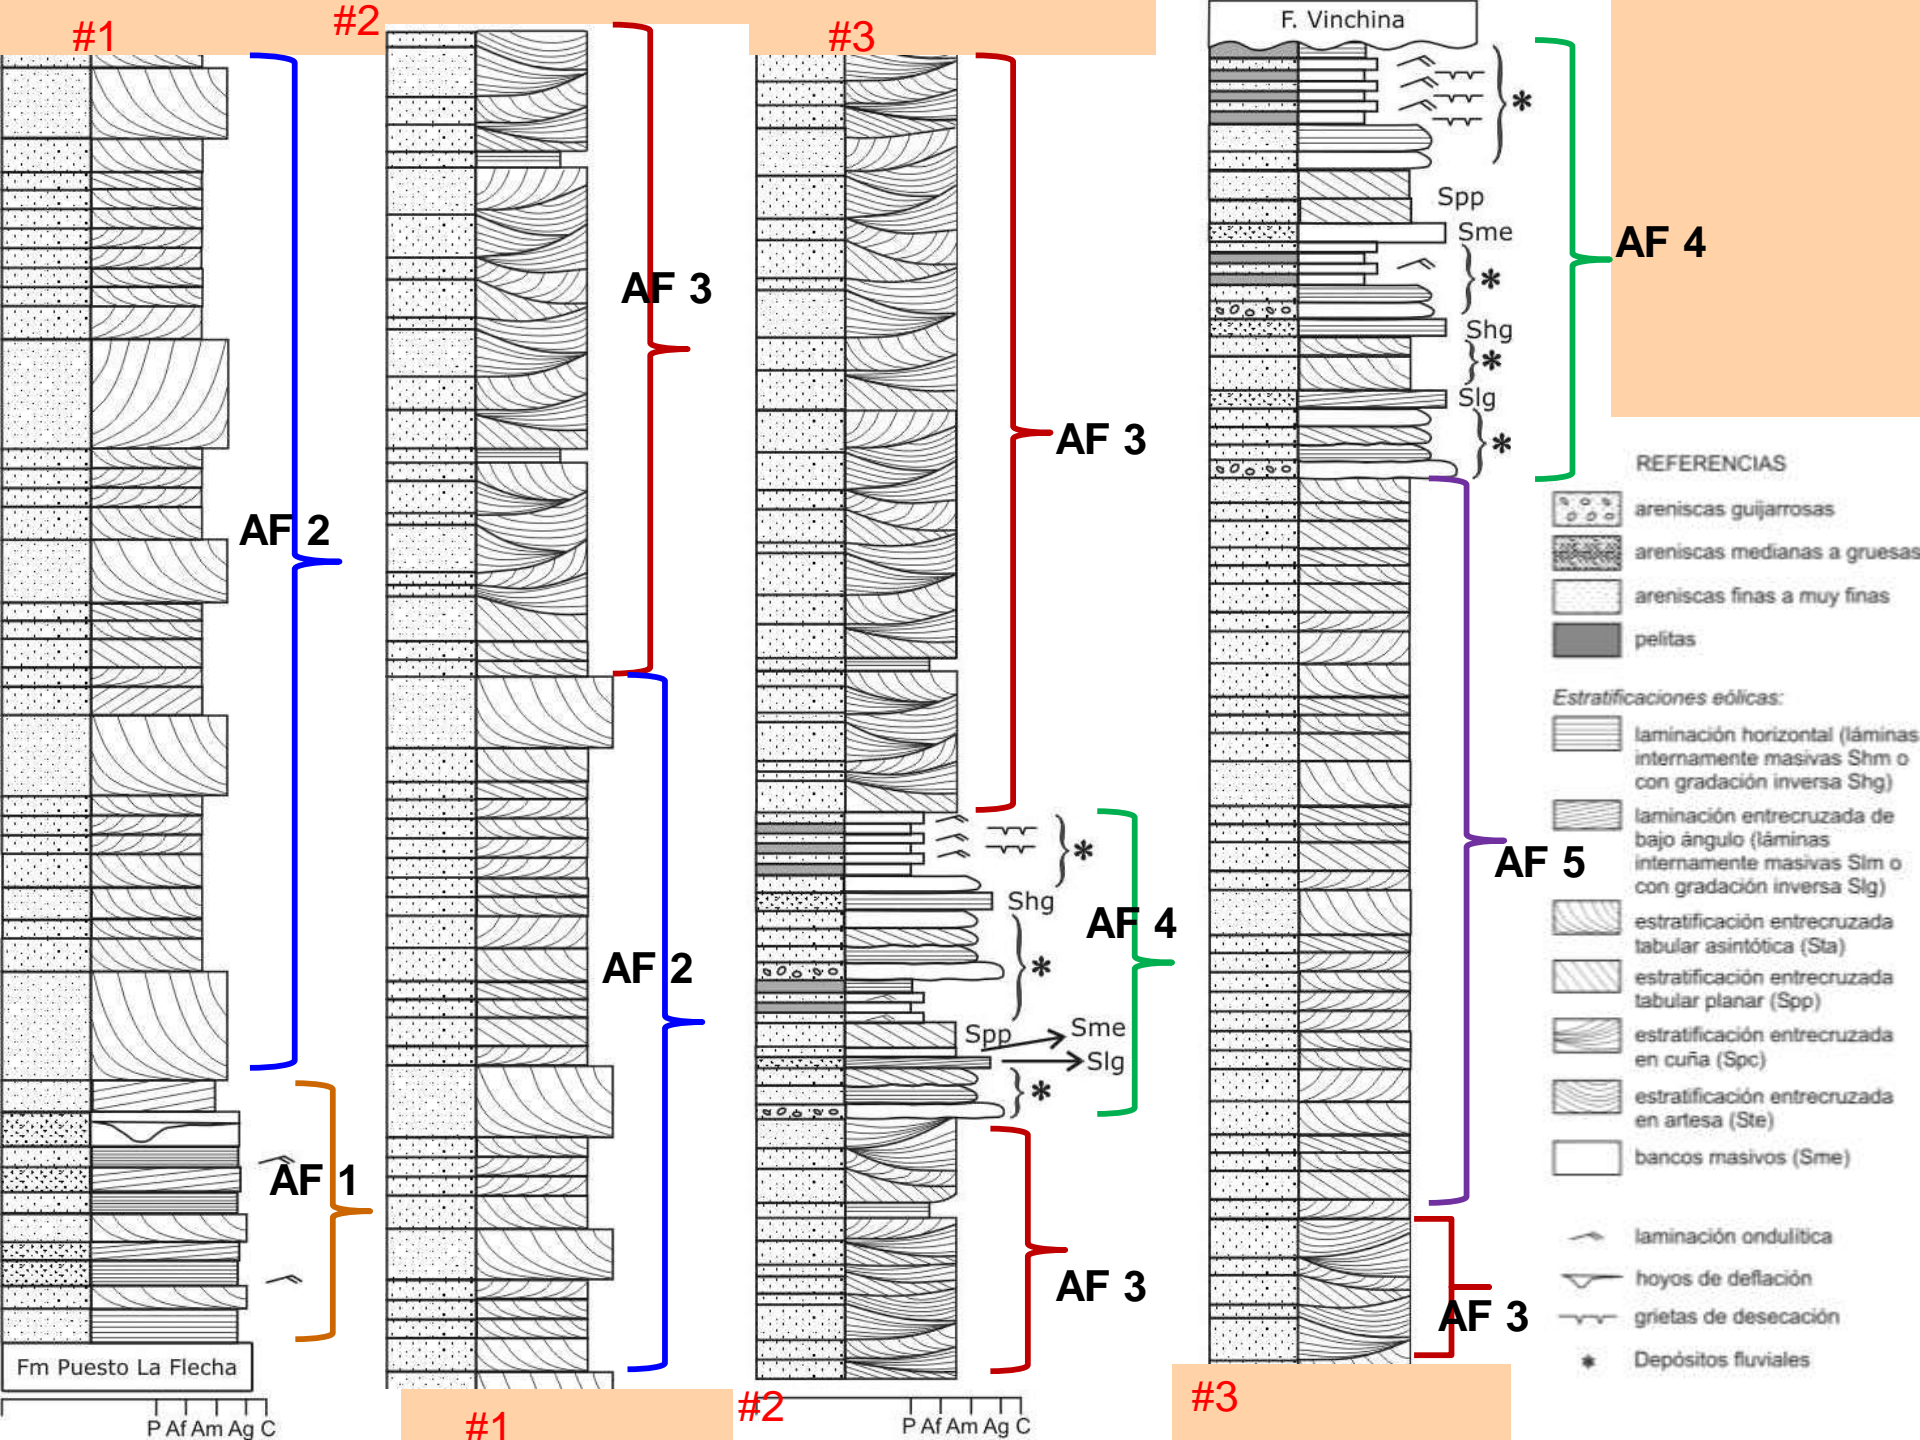 #1
#2
#3
F. Vinchina
*
Spp
Sme
*
Shg
*
Slg
*
AF 4
AF 3
AF 2
AF 3
AF 2
AF 1
Fm Puesto La Flecha
P Af Am Ag C
#1
*
Shg
AF 4
*
Spp
Sme
Slg
*
AF 3
#2
P Af Am Ag C
AF 5
AF 3
#3
REFERENCIAS
areniscas guijarrosas
areniscas medianas a gruesas
areniscas finas a muy finas
pelitas
Estratificaciones eólicas:
laminación horizontal (láminas
internamente masivas Shm o
con gradación inversa Shg)
laminación entrecruzada de
bajo ángulo (láminas
internamente masivas Slm o
con gradación inversa Slg)
estratificación entrecruzada
tabular asintótica (Sta)
estratificación entrecruzada
tabular planar (Spp)
estratificación entrecruzada
en cuña (Spc)
estratificación entrecruzada
en artesa (Ste)
bancos masivos (Sme)
laminación ondulítica
hoyos de deflación
grietas de desecación
* Depósitos fluviales